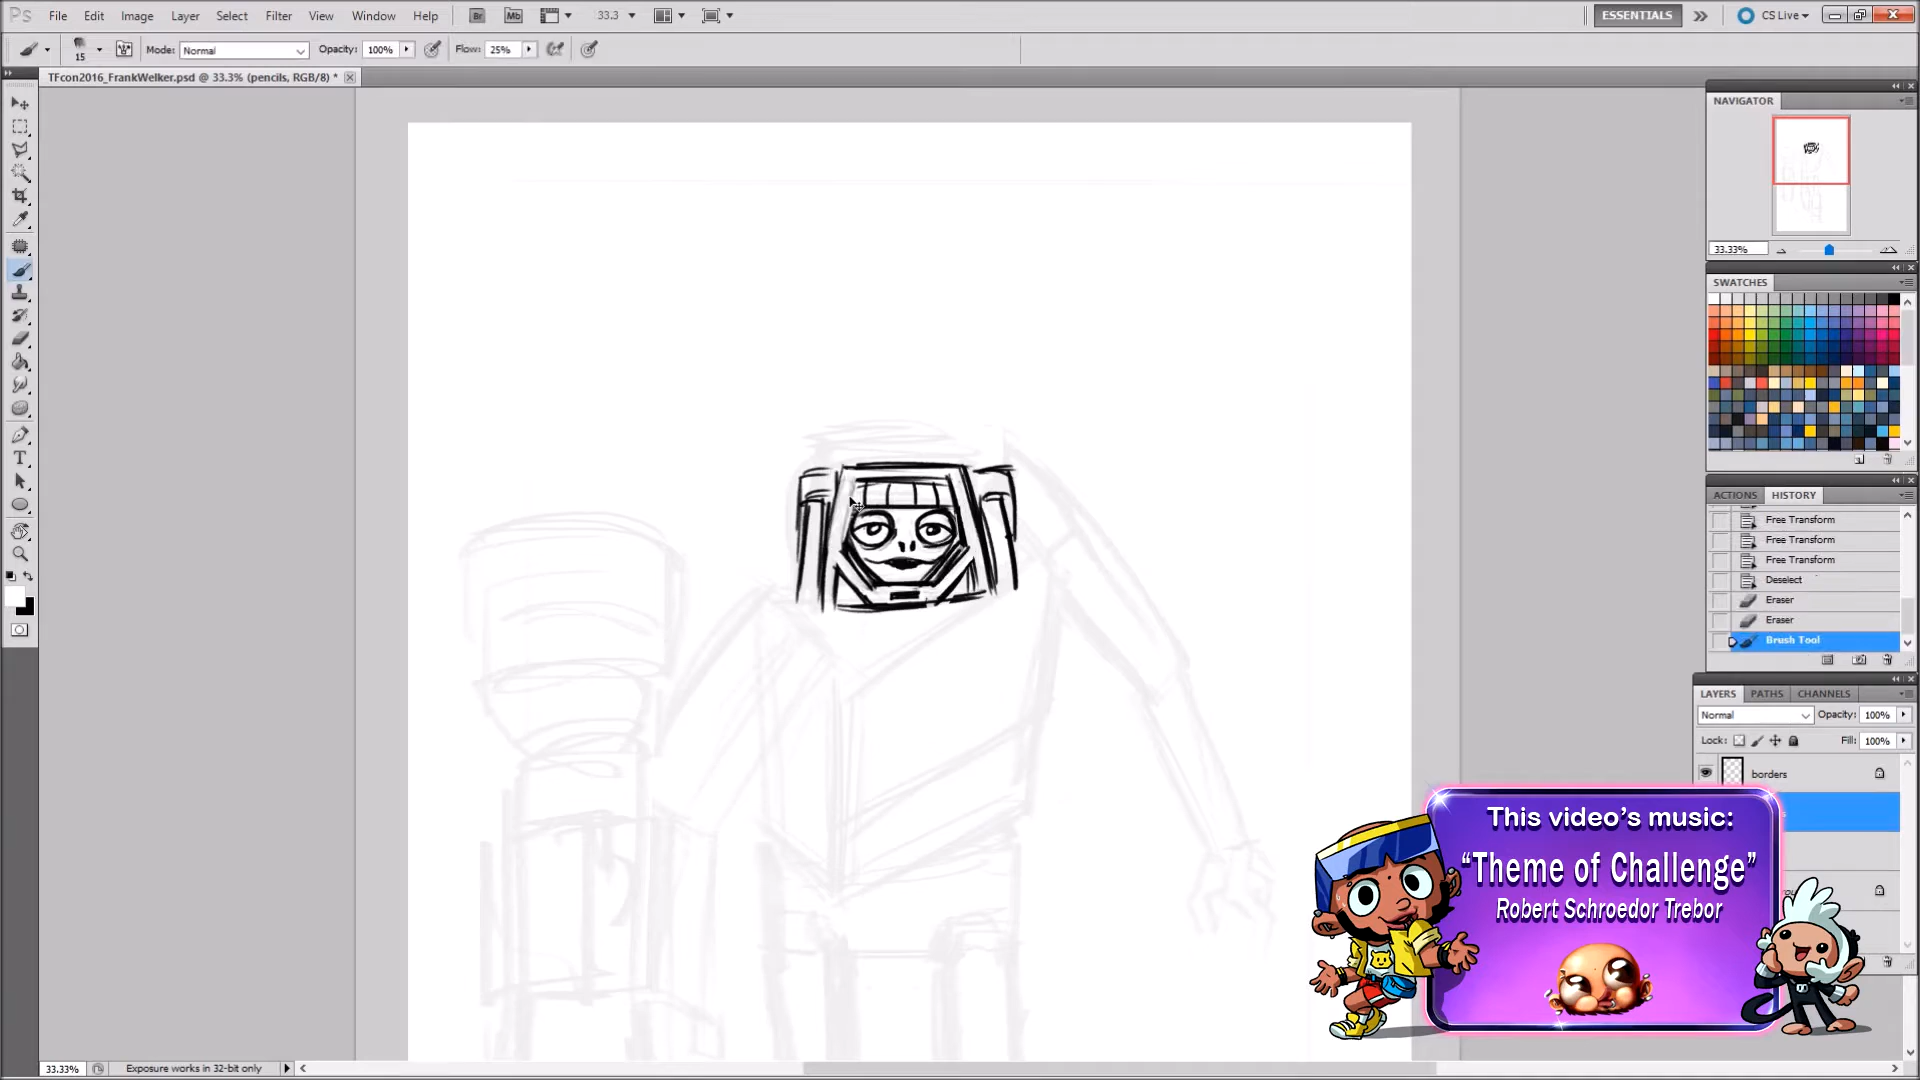 Ps File Edit Image Layer Select Filter View Window Help Br Mb 33.3 ESSENTIALS CS Live
15 Mode: Normal Opacity: 100% Flow: 25%
TFcon2016_FrankWelker.psd @ 33.3% (pencils, RGB/8) *
NAVIGATOR
33.33%
SWATCHES
ACTIONS HISTORY
Free Transform
Free Transform
Free Transform
Deselect
Eraser
Eraser
Brush Tool
LAYERS PATHS CHANNELS
Normal Opacity: 100%
Lock: Fill: 100%
borders
This video's music:
"Theme of Challenge"
Robert Schroedor Trebor
33.33% Exposure works in 32-bit only